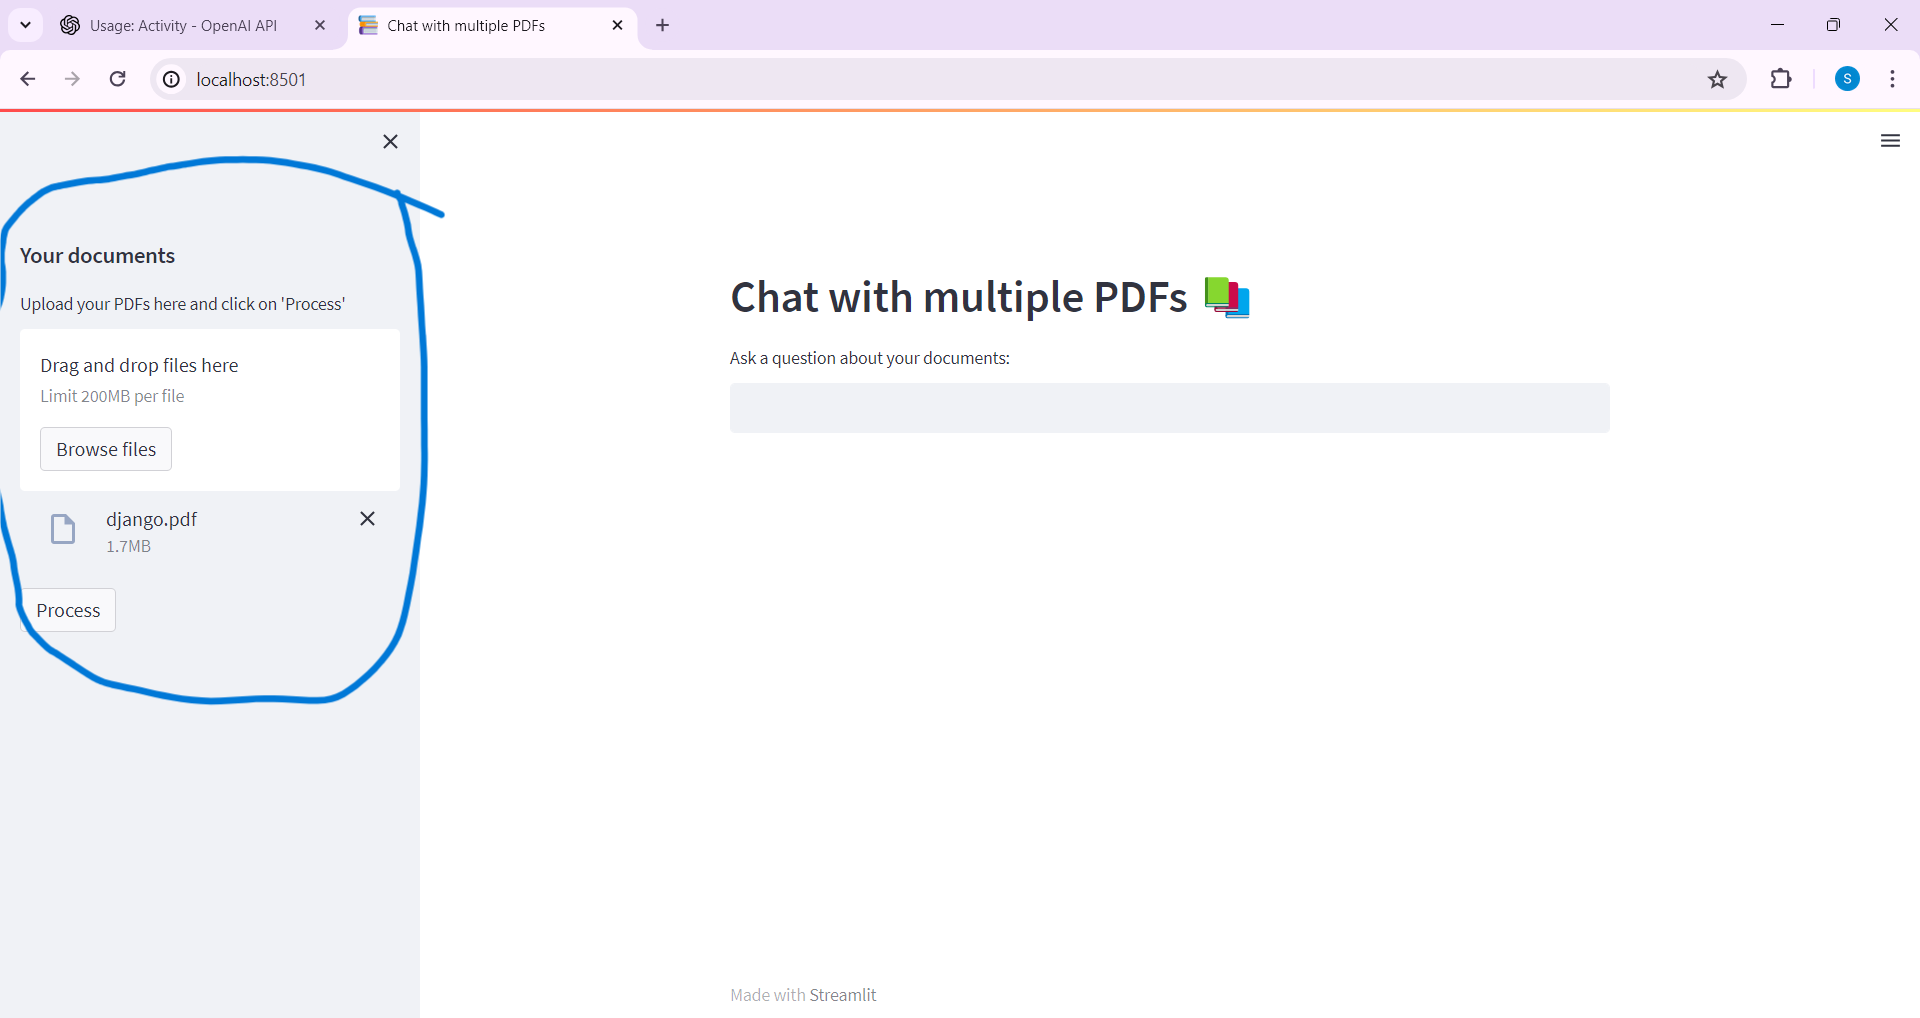 Usage: Activity - OpenAI API
Chat with multiple PDFs
localhost:8501
S
Your documents
Upload your PDFs here and click on 'Process'
Drag and drop files here
Limit 200MB per file
Browse files
django.pdf
1.7MB
Process
Chat with multiple PDFs
Ask a question about your documents:
Made with Streamlit